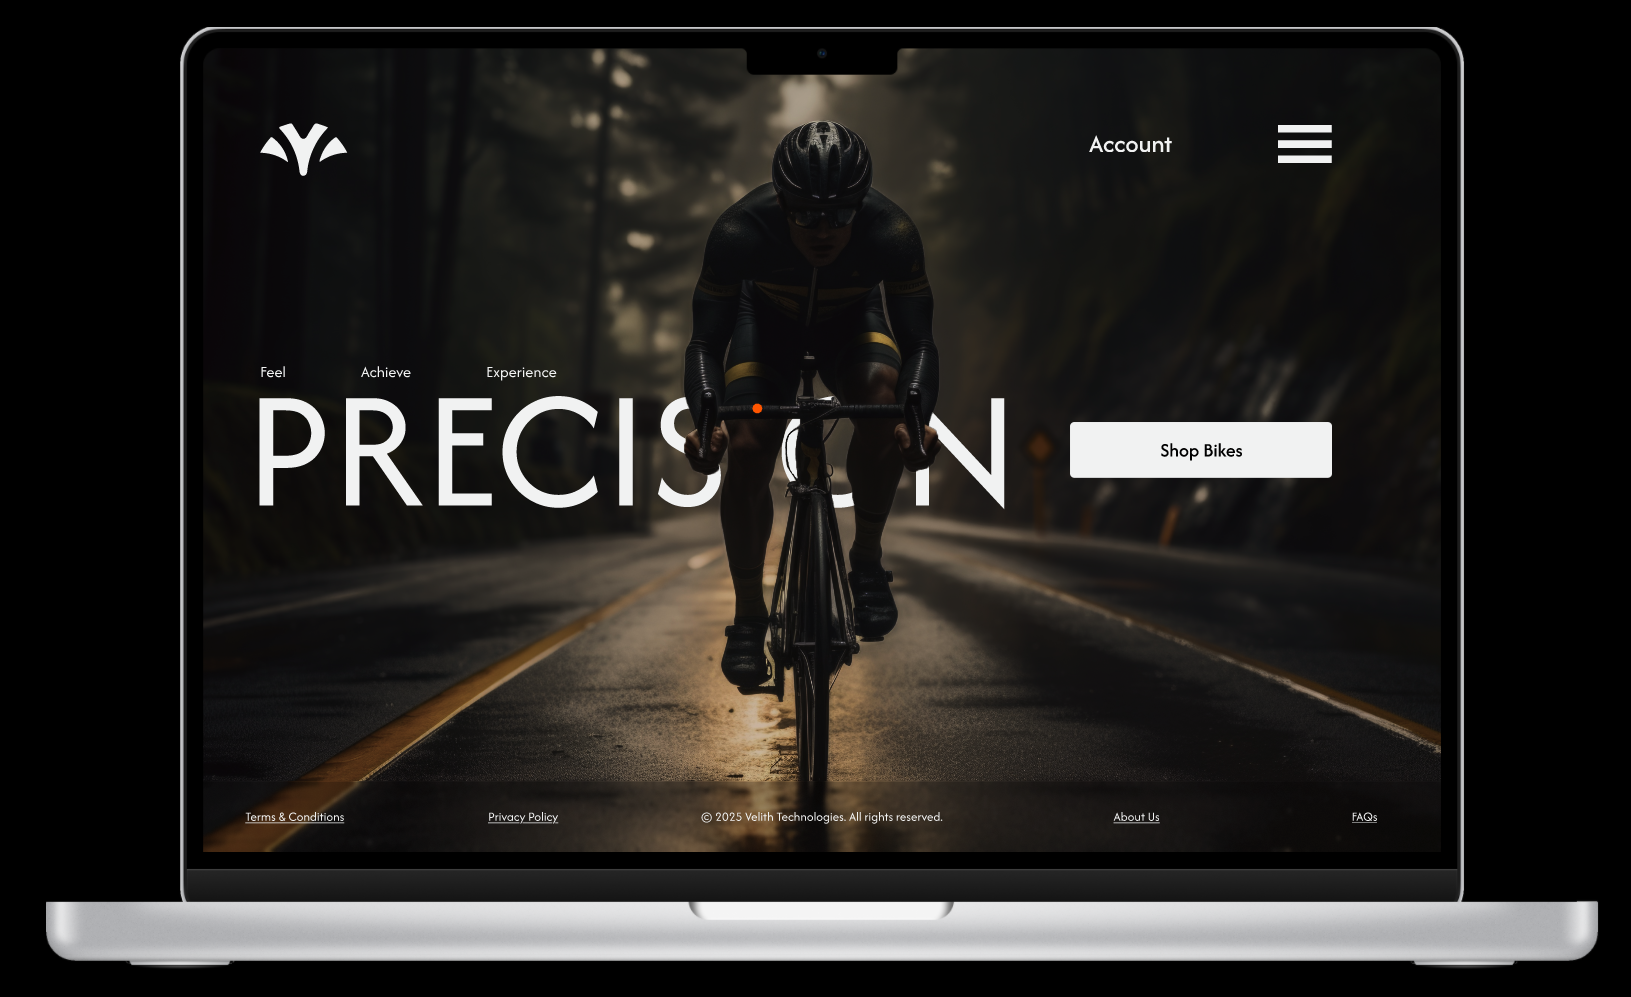 Account
Feel Achieve Experience
PRECISION
Shop Bikes
Terms & Conditions Privacy Policy © 2025 Velith Technologies. All rights reserved. About Us FAQs